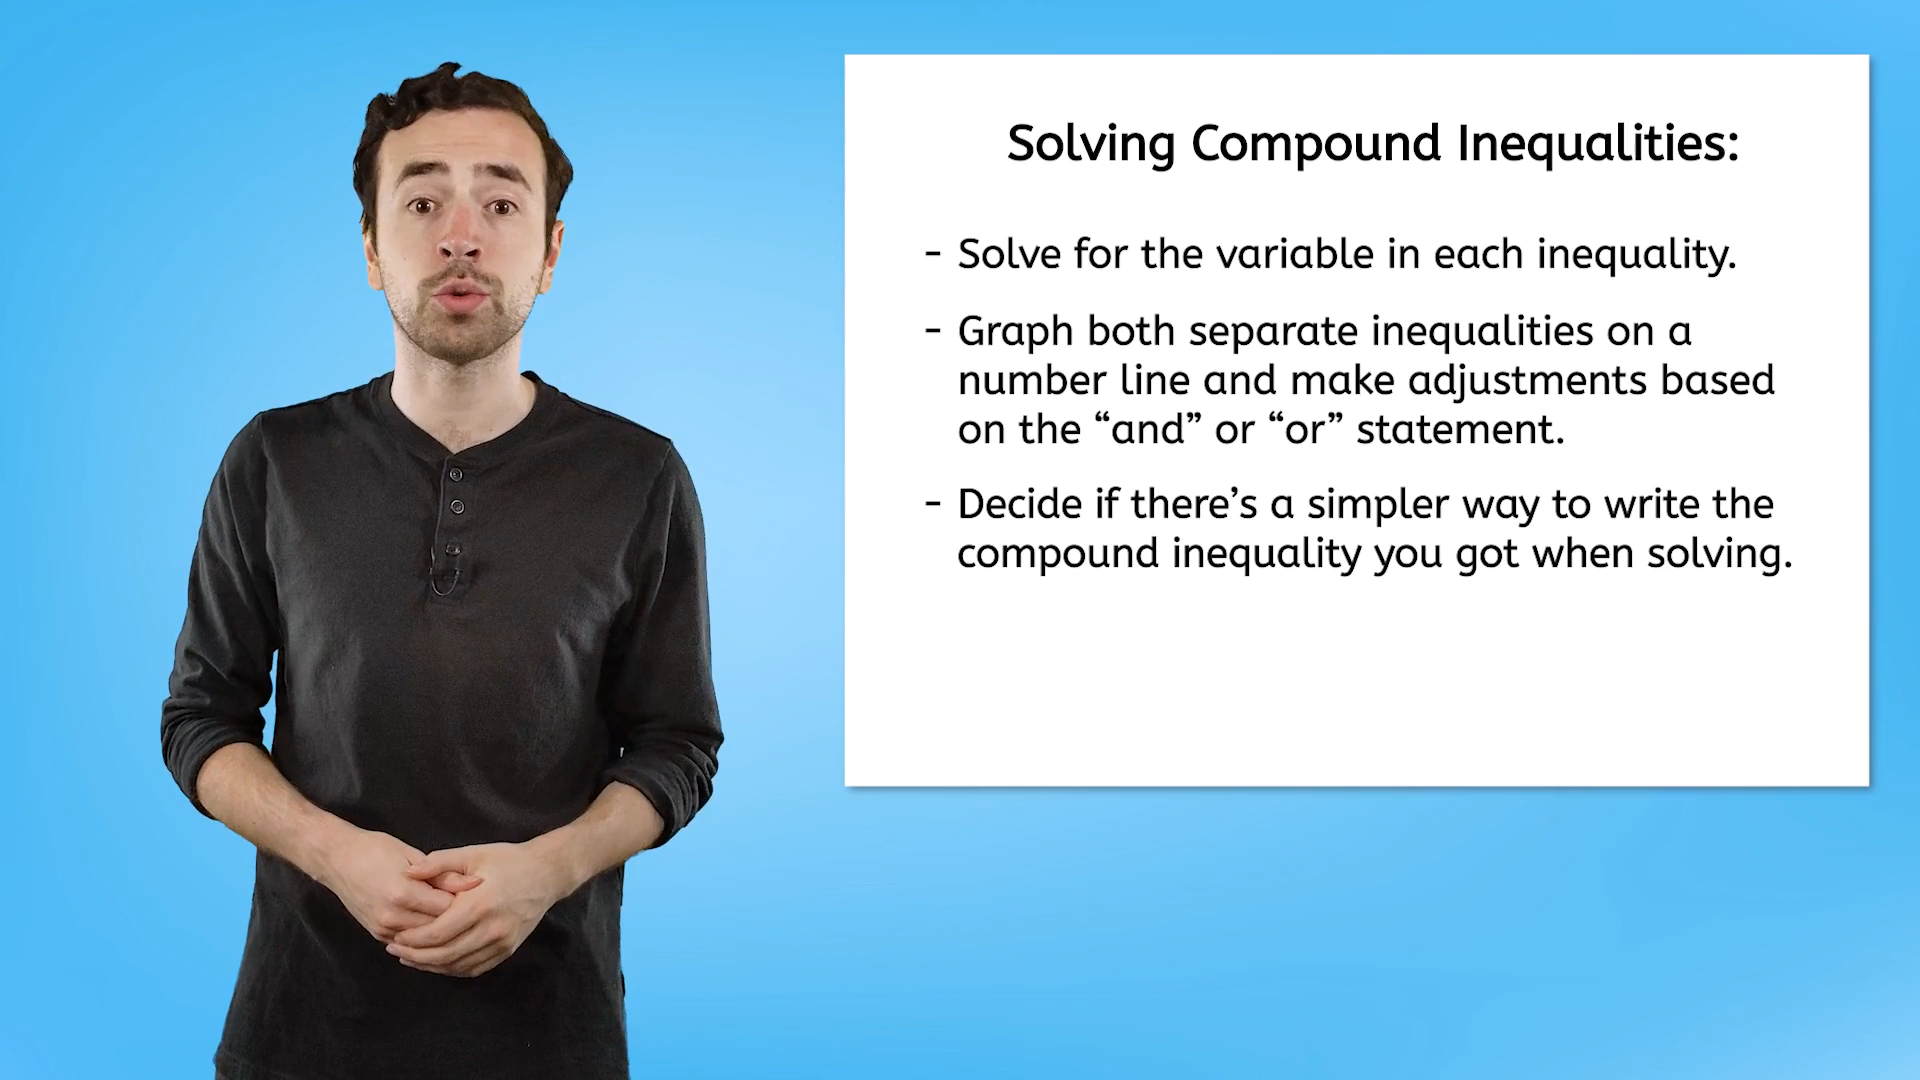 Solving Compound Inequalities:
- Solve for the variable in each inequality.
- Graph both separate inequalities on a
number line and make adjustments based
on the “and” or “or” statement.
- Decide if there’s a simpler way to write the
compound inequality you got when solving.